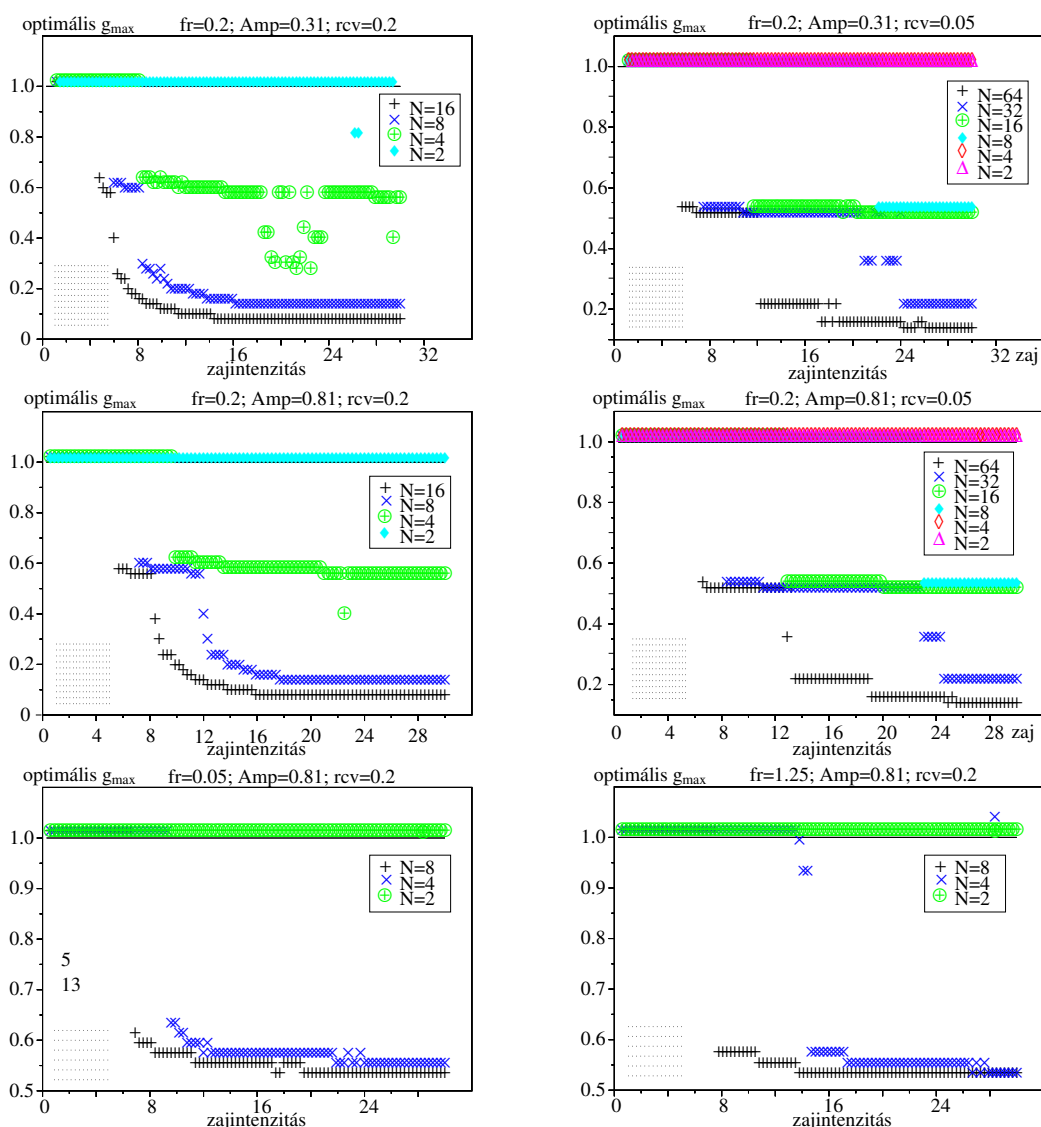 optimális gmax fr=0.2; Amp=0.31; rcv=0.2
1.0
0.8
0.6
0.4
0.2
0
N=16
N=8
N=4
N=2
0 8 16 24 32
zajintenzitás
optimális gmax fr=0.2; Amp=0.31; rcv=0.05
1.0
0.8
0.6
0.4
0.2
N=64
N=32
N=16
N=8
N=4
N=2
0 8 16 24 32 zaj
zajintenzitás
optimális gmax fr=0.2; Amp=0.81; rcv=0.2
1.0
0.8
0.6
0.4
0.2
0
N=16
N=8
N=4
N=2
0 4 8 12 16 20 24 28
zajintenzitás
optimális gmax fr=0.2; Amp=0.81; rcv=0.05
1.0
0.8
0.6
0.4
0.2
N=64
N=32
N=16
N=8
N=4
N=2
0 4 8 12 16 20 24 28 zaj
zajintenzitás
optimális gmax fr=0.05; Amp=0.81; rcv=0.2
1.0
0.9
0.8
0.7
0.6
0.5
N=8
N=4
N=2
5
13
0 8 16 24
zajintenzitás
optimális gmax fr=1.25; Amp=0.81; rcv=0.2
1.0
0.9
0.8
0.7
0.6
0.5
N=8
N=4
N=2
0 8 16 24
zajintenzitás